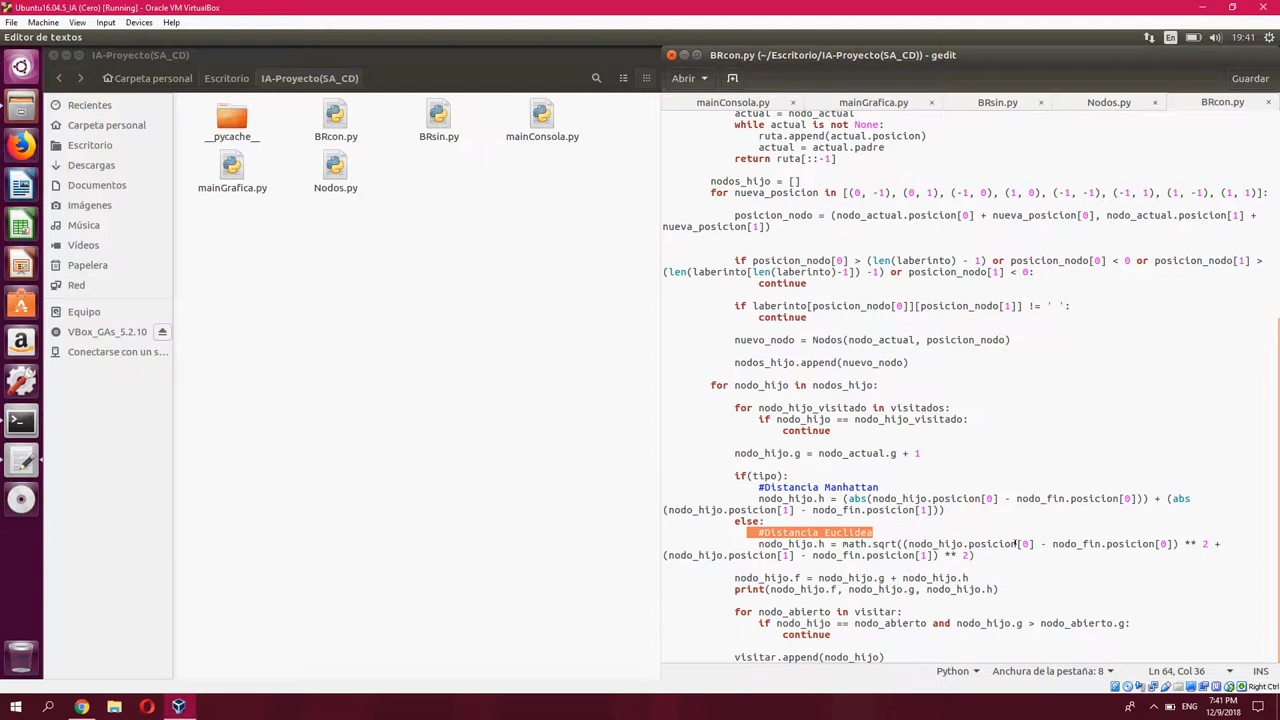 Ubuntu16.04.5_IA (Cero) [Running] - Oracle VM VirtualBox
File Machine View Input Devices Help
Editor de textos
En
19:41
IA-Proyecto(SA_CD)
BRcon.py (~/Escritorio/IA-Proyecto(SA_CD)) - gedit
Carpeta personal Escritorio IA-Proyecto(SA_CD)
Abrir
Guardar
mainConsola.py × mainGrafica.py × BRsin.py × Nodos.py × BRcon.py ×
Recientes
Carpeta personal
Escritorio
Descargas
Documentos
Imágenes
Música
Vídeos
Papelera
Red
Equipo
VBox_GAs_5.2.10
Conectarse con un s...
__pycache__ BRcon.py BRsin.py mainConsola.py
mainGrafica.py Nodos.py
actual = nodo_actual
while actual is not None:
ruta.append(actual.posicion)
actual = actual.padre
return ruta[::-1]
nodos_hijo = []
for nueva_posicion in [(0, -1), (0, 1), (-1, 0), (1, 0), (-1, -1), (-1, 1), (1, -1), (1, 1)]:
posicion_nodo = (nodo_actual.posicion[0] + nueva_posicion[0], nodo_actual.posicion[1] +
nueva_posicion[1])
if posicion_nodo[0] > (len(laberinto) - 1) or posicion_nodo[0] < 0 or posicion_nodo[1] >
(len(laberinto[len(laberinto)-1]) -1) or posicion_nodo[1] < 0:
continue
if laberinto[posicion_nodo[0]][posicion_nodo[1]] != ' ':
continue
nuevo_nodo = Nodos(nodo_actual, posicion_nodo)
nodos_hijo.append(nuevo_nodo)
for nodo_hijo in nodos_hijo:
for nodo_hijo_visitado in visitados:
if nodo_hijo == nodo_hijo_visitado:
continue
nodo_hijo.g = nodo_actual.g + 1
if(tipo):
#Distancia Manhattan
nodo_hijo.h = (abs(nodo_hijo.posicion[0] - nodo_fin.posicion[0])) + (abs
(nodo_hijo.posicion[1] - nodo_fin.posicion[1]))
else:
#Distancia Euclidea
nodo_hijo.h = math.sqrt((nodo_hijo.posicion[0] - nodo_fin.posicion[0]) ** 2 +
(nodo_hijo.posicion[1] - nodo_fin.posicion[1]) ** 2)
nodo_hijo.f = nodo_hijo.g + nodo_hijo.h
print(nodo_hijo.f, nodo_hijo.g, nodo_hijo.h)
for nodo_abierto in visitar:
if nodo_hijo == nodo_abierto and nodo_hijo.g > nodo_abierto.g:
continue
visitar.append(nodo_hijo)
Python Anchura de la pestaña: 8 Ln 64, Col 36 INS
Right Ctrl
ENG
7:41 PM
12/9/2018